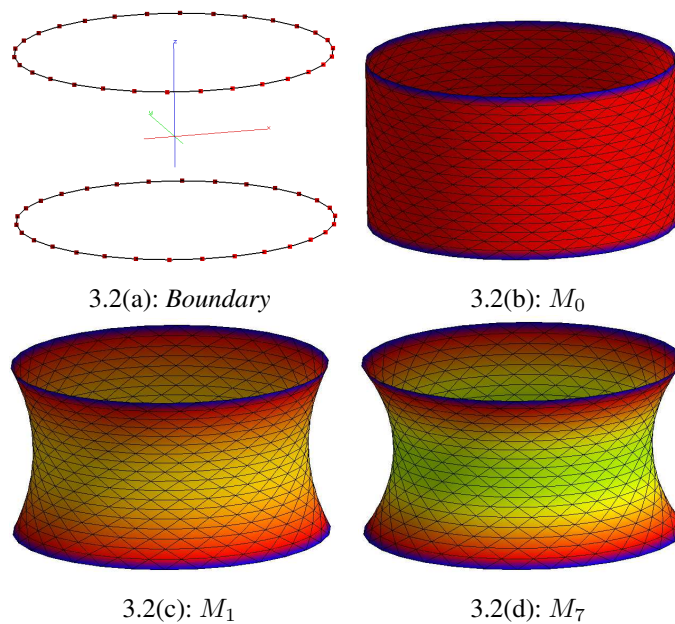 z
y
x
3.2(a): Boundary
3.2(b): M₀
3.2(c): M₁
3.2(d): M₇